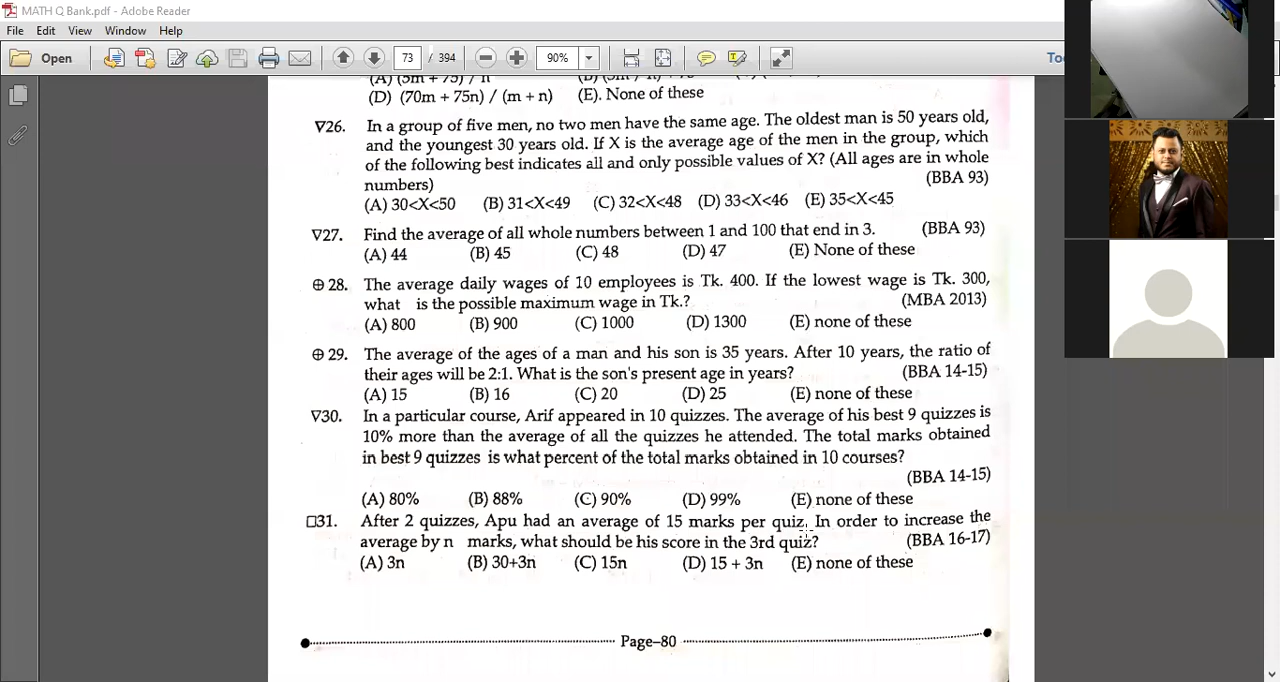 MATH Q Bank.pdf - Adobe Reader
File Edit View Window Help
Open 73 / 394 90%
(D) (70m + 75n) / (m + n) (E). None of these
∇26. In a group of five men, no two men have the same age. The oldest man is 50 years old,
and the youngest 30 years old. If X is the average age of the men in the group, which
of the following best indicates all and only possible values of X? (All ages are in whole
numbers) (BBA 93)
(A) 30<X<50 (B) 31<X<49 (C) 32<X<48 (D) 33<X<46 (E) 35<X<45
∇27. Find the average of all whole numbers between 1 and 100 that end in 3. (BBA 93)
(A) 44 (B) 45 (C) 48 (D) 47 (E) None of these
⊕ 28. The average daily wages of 10 employees is Tk. 400. If the lowest wage is Tk. 300,
what is the possible maximum wage in Tk.? (MBA 2013)
(A) 800 (B) 900 (C) 1000 (D) 1300 (E) none of these
⊕ 29. The average of the ages of a man and his son is 35 years. After 10 years, the ratio of
their ages will be 2:1. What is the son's present age in years? (BBA 14-15)
(A) 15 (B) 16 (C) 20 (D) 25 (E) none of these
∇30. In a particular course, Arif appeared in 10 quizzes. The average of his best 9 quizzes is
10% more than the average of all the quizzes he attended. The total marks obtained
in best 9 quizzes is what percent of the total marks obtained in 10 courses?
(BBA 14-15)
(A) 80% (B) 88% (C) 90% (D) 99% (E) none of these
□31. After 2 quizzes, Apu had an average of 15 marks per quiz. In order to increase the
average by n marks, what should be his score in the 3rd quiz? (BBA 16-17)
(A) 3n (B) 30+3n (C) 15n (D) 15 + 3n (E) none of these
Page-80